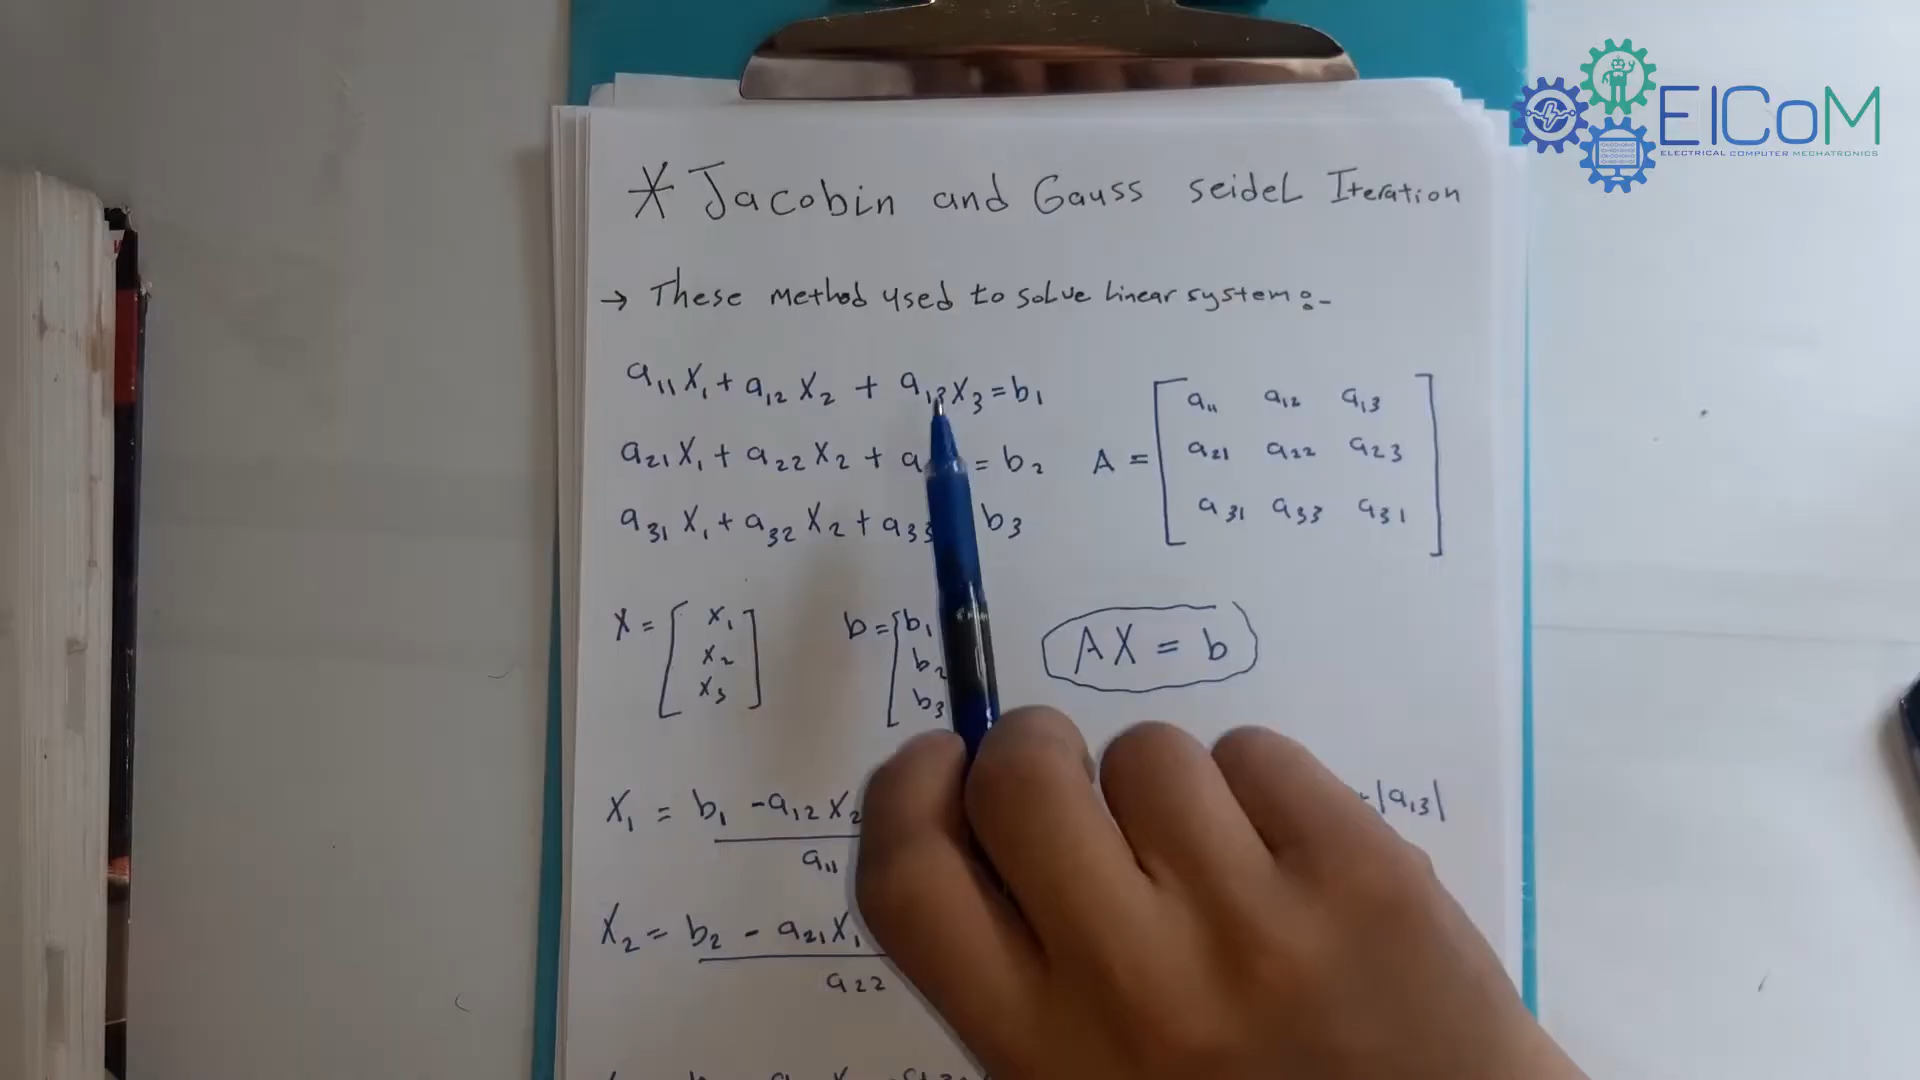 EICoM
ELECTRICAL COMPUTER MECHATRONICS
* Jacobin and Gauss seidel Iteration
→ These method used to solve linear system:-
a11 X1 + a12 X2 + a13 X3 = b1
a21 X1 + a22 X2 + a = b2
a31 X1 + a32 X2 + a33 b3
A = [ a11 a12 a13
a21 a22 a23
a31 a33 a31 ]
X = [ x1
x2
x3 ]
b = [ b1
b2
b3
AX = b
X1 = b1 - a12 X2
a11
+ |a13|
X2 = b2 - a21 X1
a22